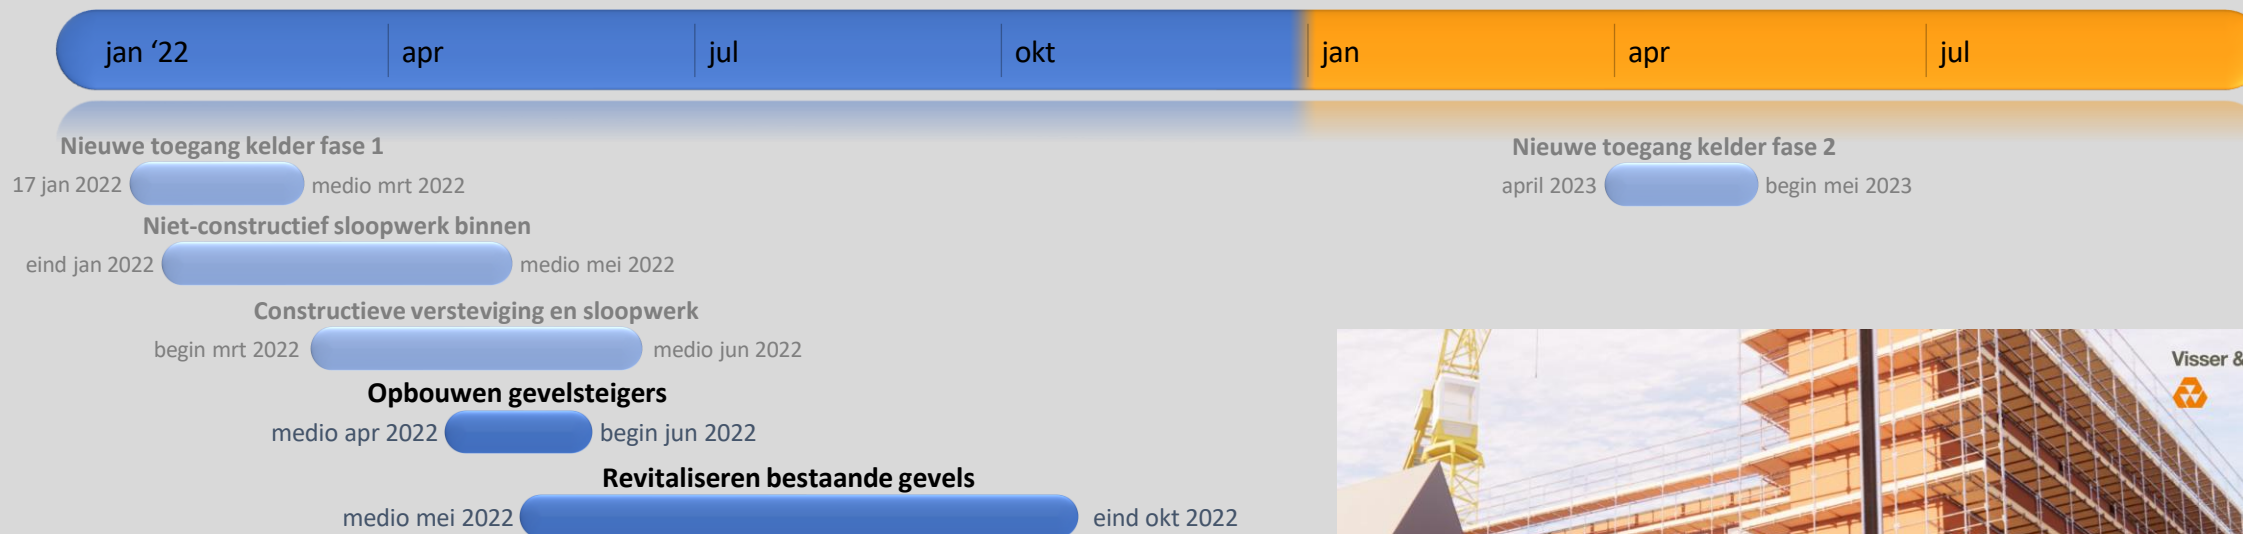 jan ‘22 apr jul okt jan apr jul
Nieuwe toegang kelder fase 1
17 jan 2022 medio mrt 2022
Nieuwe toegang kelder fase 2
april 2023 begin mei 2023
Niet-constructief sloopwerk binnen
eind jan 2022 medio mei 2022
Constructieve versteviging en sloopwerk
begin mrt 2022 medio jun 2022
Opbouwen gevelsteigers
medio apr 2022 begin jun 2022
Revitaliseren bestaande gevels
medio mei 2022 eind okt 2022
Visser &